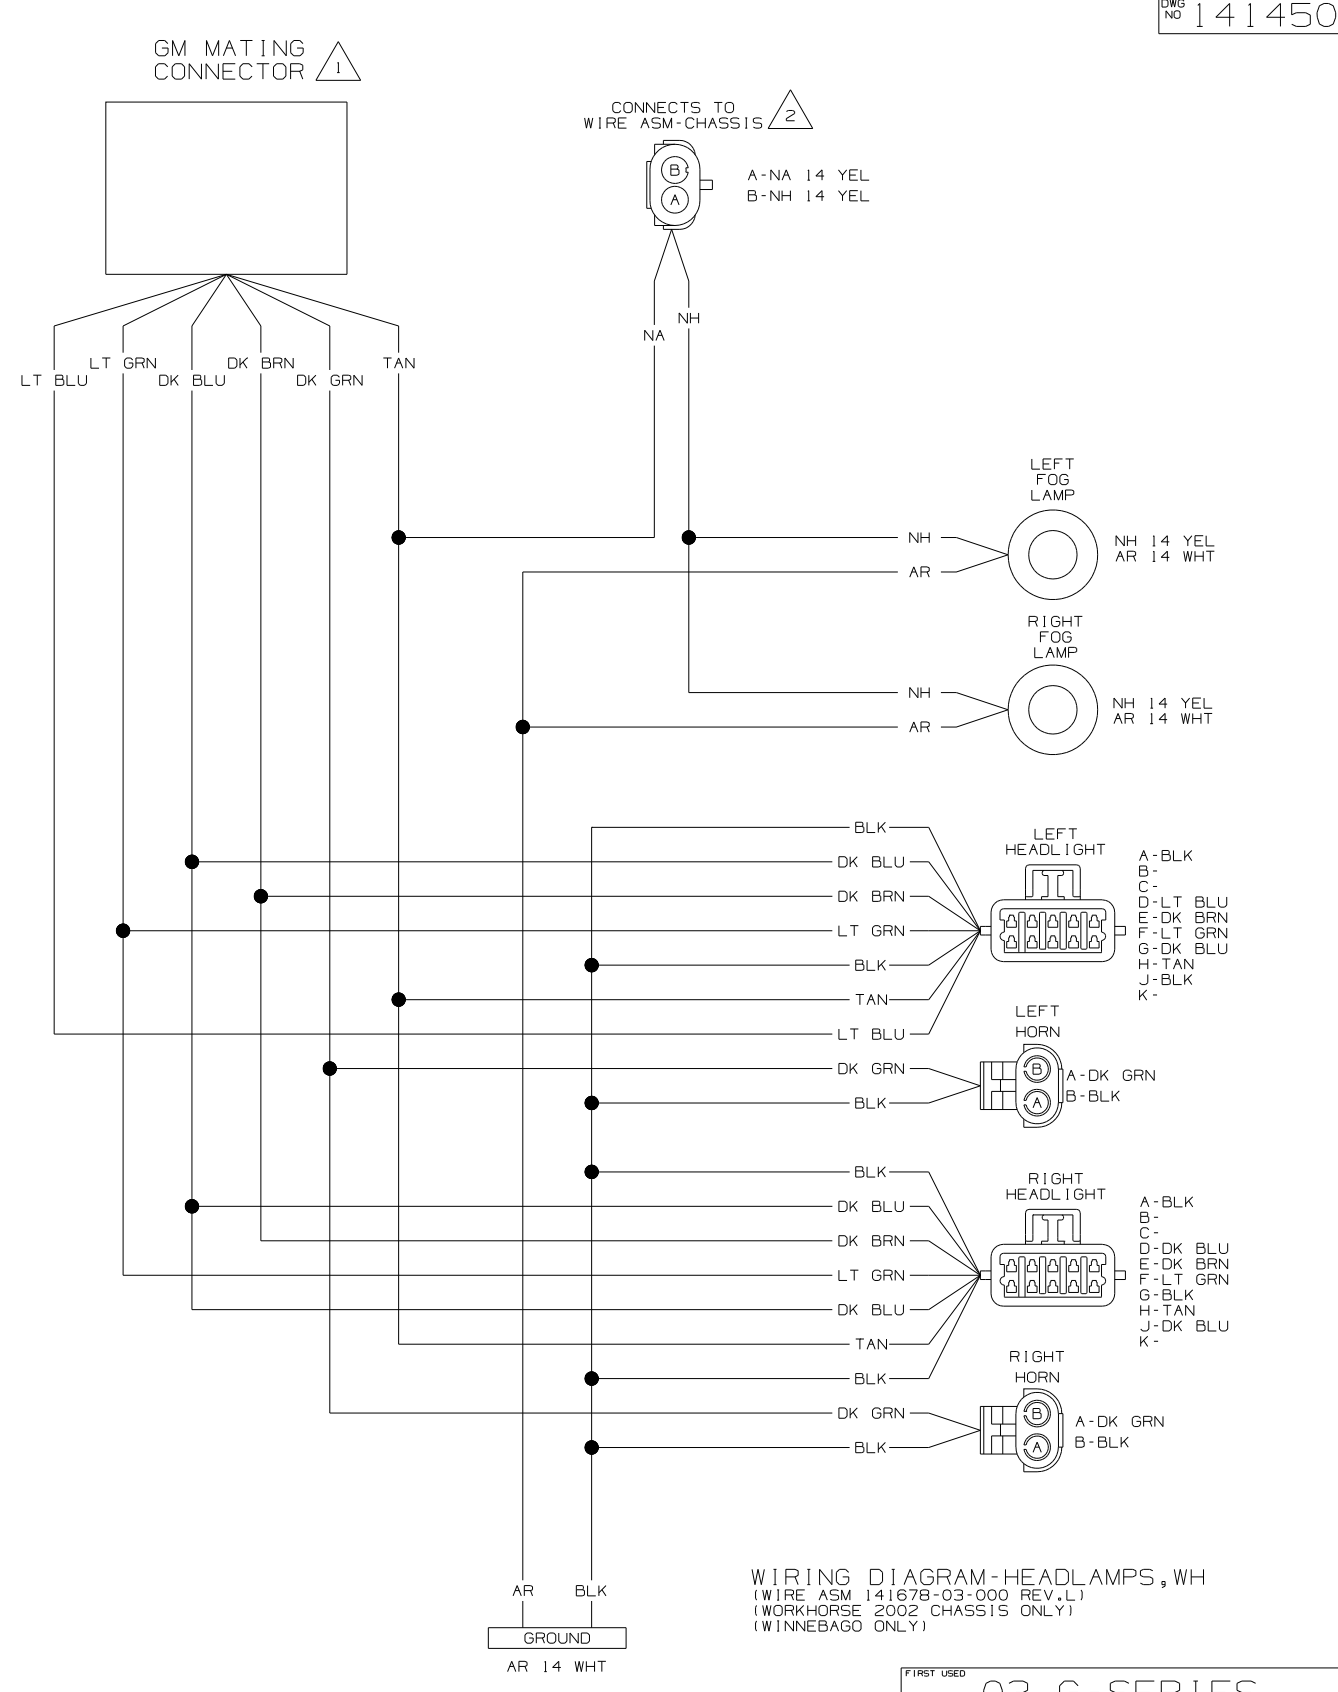 DWG
NO 141450
GM MATING
CONNECTOR 1
CONNECTS TO
WIRE ASM-CHASSIS 2
B
A
A-NA 14 YEL
B-NH 14 YEL
NH
NA
LT GRN
DK BRN
TAN
LT BLU
DK BLU
DK GRN
LEFT
FOG
LAMP
NH
AR
NH 14 YEL
AR 14 WHT
RIGHT
FOG
LAMP
NH
AR
NH 14 YEL
AR 14 WHT
BLK
DK BLU
DK BRN
LT GRN
BLK
TAN
LT BLU
LEFT
HEADLIGHT
A-BLK
B-
C-
D-LT BLU
E-DK BRN
F-LT GRN
G-DK BLU
H-TAN
J-BLK
K-
LEFT
HORN
DK GRN
BLK
B
A
A-DK GRN
B-BLK
BLK
DK BLU
DK BRN
LT GRN
DK BLU
TAN
BLK
RIGHT
HEADLIGHT
A-BLK
B-
C-
D-DK BLU
E-DK BRN
F-LT GRN
G-BLK
H-TAN
J-DK BLU
K-
RIGHT
HORN
DK GRN
BLK
B
A
A-DK GRN
B-BLK
AR
BLK
GROUND
AR 14 WHT
WIRING DIAGRAM-HEADLAMPS,WH
(WIRE ASM 141678-03-000 REV.L)
(WORKHORSE 2002 CHASSIS ONLY)
(WINNEBAGO ONLY)
FIRST USED
SERIES